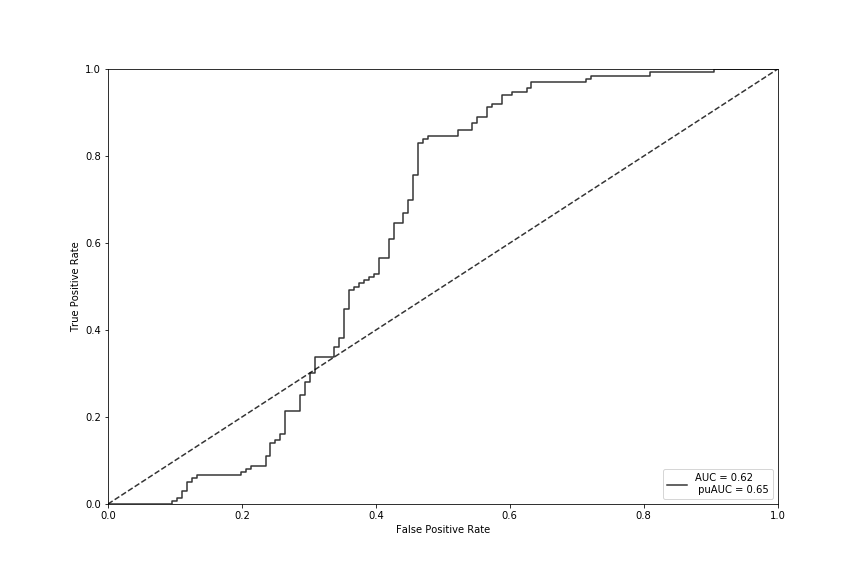 1.0
0.8
0.6
0.4
0.2
0.0
True Positive Rate
AUC = 0.62
puAUC = 0.65
0.0 0.2 0.4 0.6 0.8 1.0
False Positive Rate